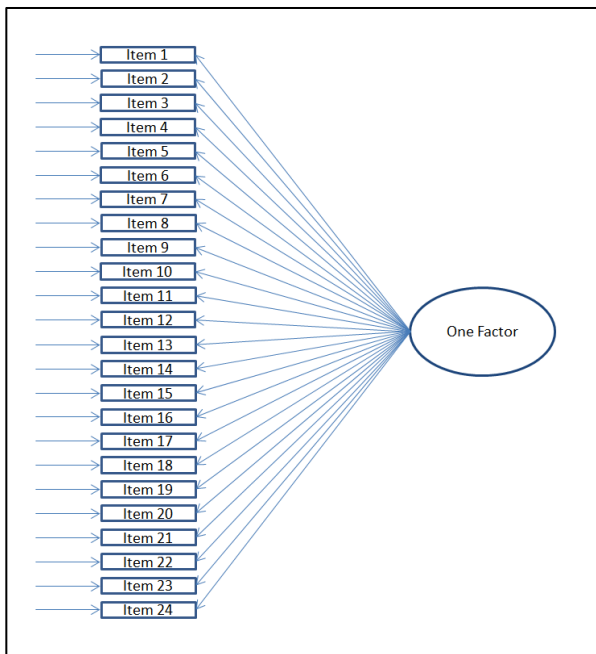 Item 1
Item 2
Item 3
Item 4
Item 5
Item 6
Item 7
Item 8
Item 9
Item 10
Item 11
Item 12
One Factor
Item 13
Item 14
Item 15
Item 16
Item 17
Item 18
Item 19
Item 20
Item 21
Item 22
Item 23
Item 24